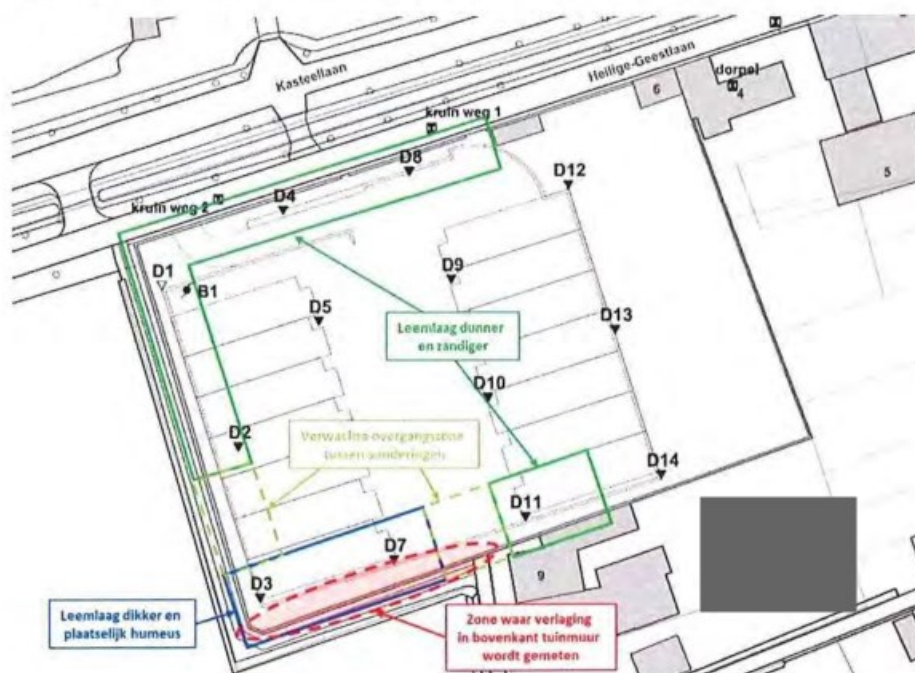 Kasteellaan
Heilige-Geestlaan
dorpel
6
4
5
kruin weg 1
D8
D12
D4
kruin weg 2
D1
B1
D9
D5
D13
Leemlaag dunner
en zandiger
D10
D2
Verwachte overgangszone
tussen sonderingen
D14
D11
D7
9
D3
Leemlaag dikker en
plaatselijk humeus
Zone waar verlaging
in bovenkant tuinmuur
wordt gemeten